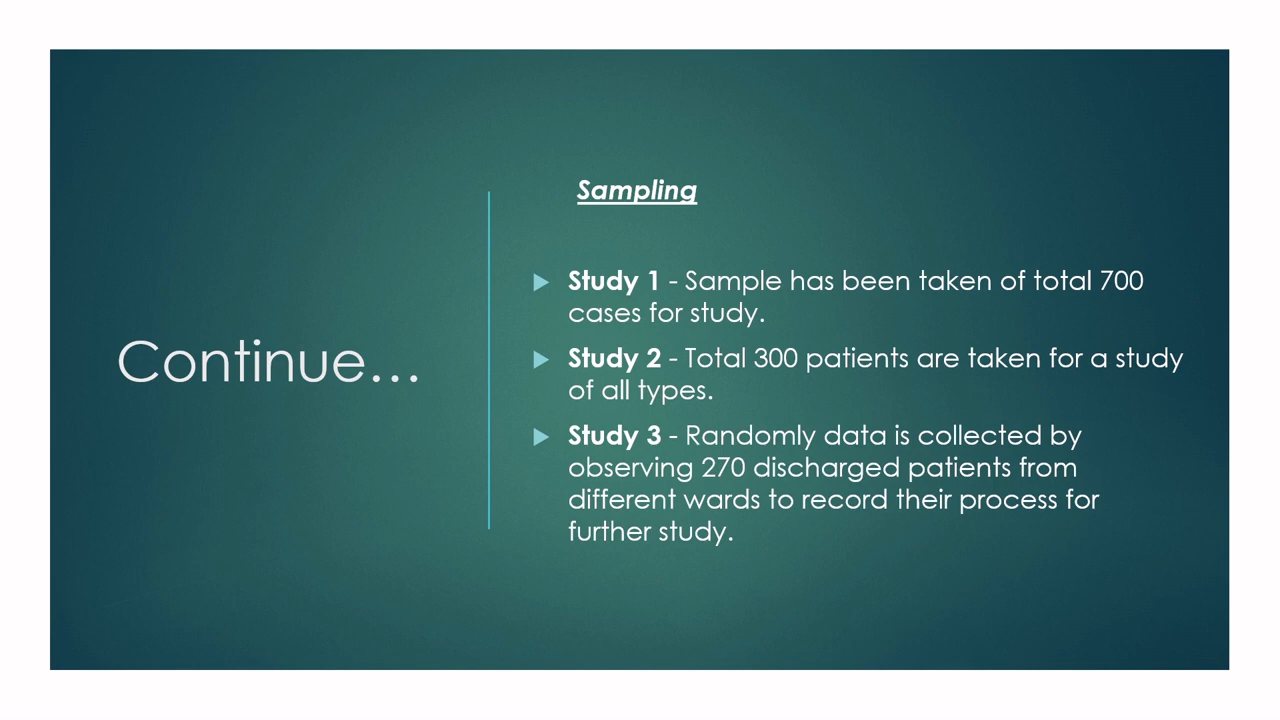 Continue…
Sampling
Study 1 - Sample has been taken of total 700
cases for study.
Study 2 - Total 300 patients are taken for a study
of all types.
Study 3 - Randomly data is collected by
observing 270 discharged patients from
different wards to record their process for
further study.